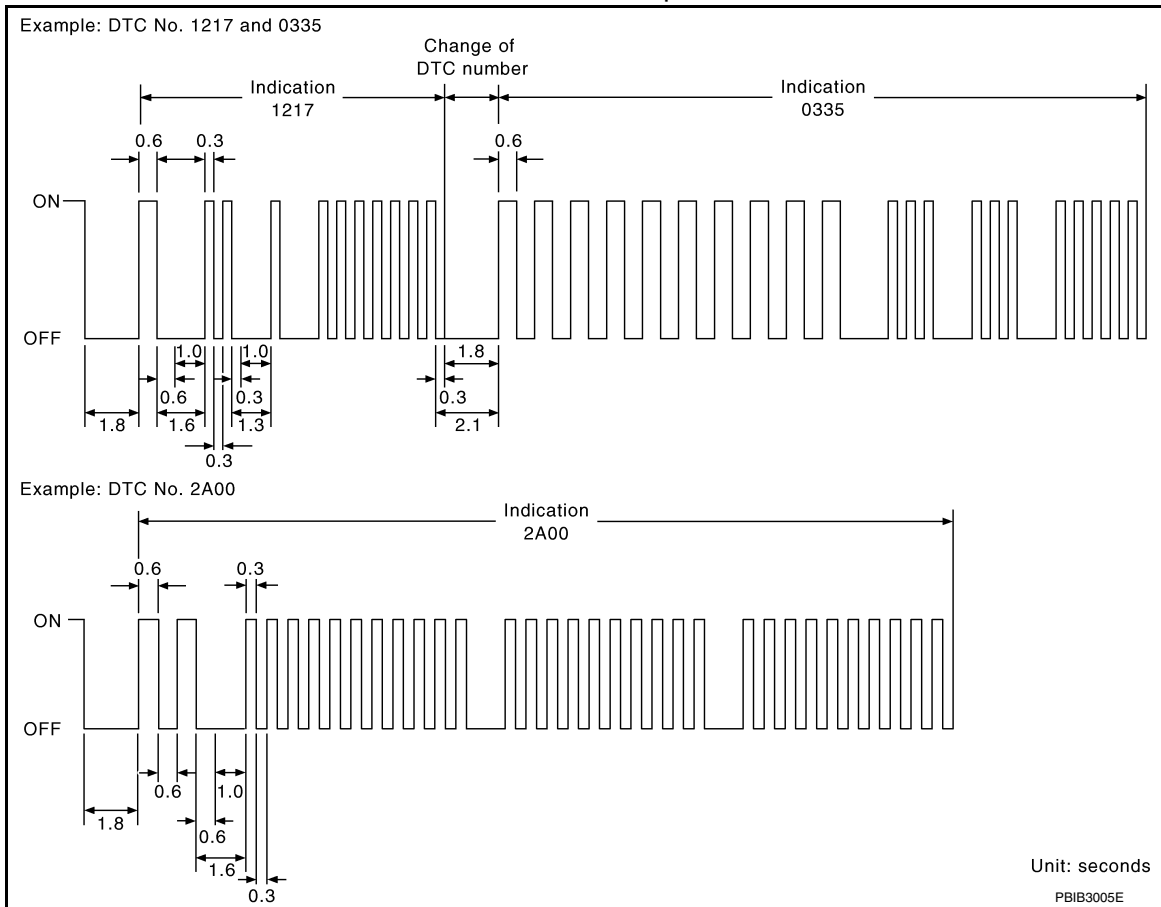 Example: DTC No. 1217 and 0335
Change of
DTC number
Indication
1217
Indication
0335
0.6
0.3
0.6
ON
OFF
1.0
1.0
1.8
0.6
0.3
0.3
1.8
1.6
1.3
2.1
0.3
Example: DTC No. 2A00
Indication
2A00
0.6
0.3
ON
OFF
0.6
1.0
1.8
0.6
1.6
0.3
Unit: seconds
PBIB3005E